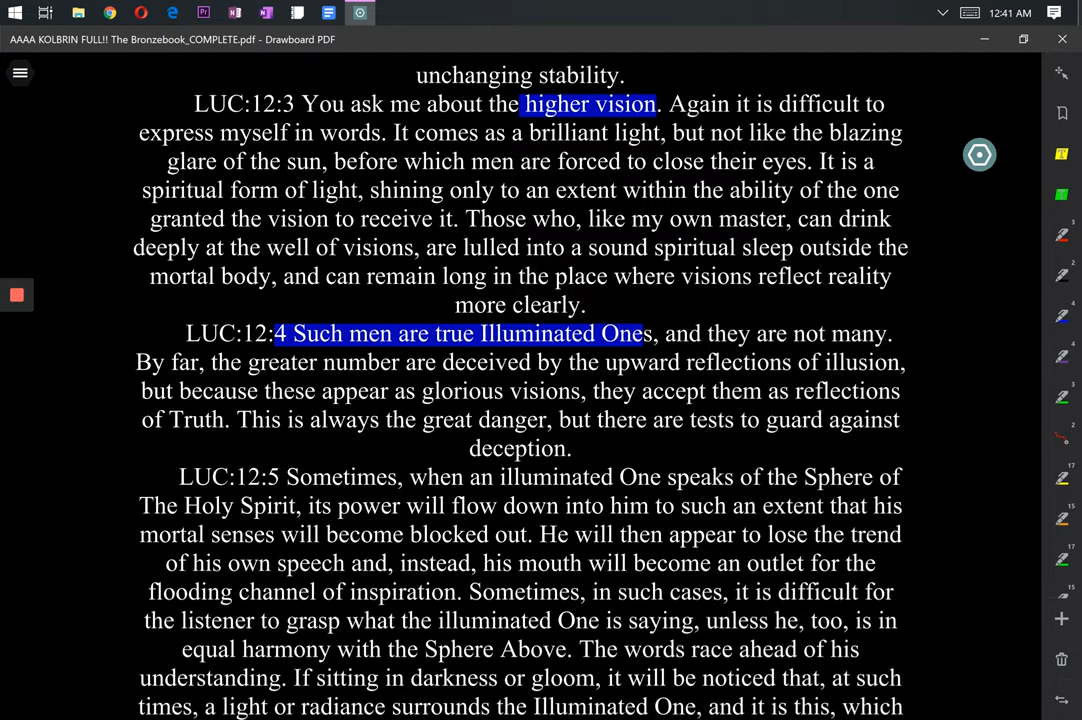 12:41 AM
AAAA KOLBRIN FULL!! The Bronzebook_COMPLETE.pdf - Drawboard PDF
unchanging stability.
LUC:12:3 You ask me about the higher vision. Again it is difficult to
express myself in words. It comes as a brilliant light, but not like the blazing
glare of the sun, before which men are forced to close their eyes. It is a
spiritual form of light, shining only to an extent within the ability of the one
granted the vision to receive it. Those who, like my own master, can drink
deeply at the well of visions, are lulled into a sound spiritual sleep outside the
mortal body, and can remain long in the place where visions reflect reality
more clearly.
LUC:12:4 Such men are true Illuminated Ones, and they are not many.
By far, the greater number are deceived by the upward reflections of illusion,
but because these appear as glorious visions, they accept them as reflections
of Truth. This is always the great danger, but there are tests to guard against
deception.
LUC:12:5 Sometimes, when an illuminated One speaks of the Sphere of
The Holy Spirit, its power will flow down into him to such an extent that his
mortal senses will become blocked out. He will then appear to lose the trend
of his own speech and, instead, his mouth will become an outlet for the
flooding channel of inspiration. Sometimes, in such cases, it is difficult for
the listener to grasp what the illuminated One is saying, unless he, too, is in
equal harmony with the Sphere Above. The words race ahead of his
understanding. If sitting in darkness or gloom, it will be noticed that, at such
times, a light or radiance surrounds the Illuminated One, and it is this, which
3
2
4
4
3
2
17
15
17
15